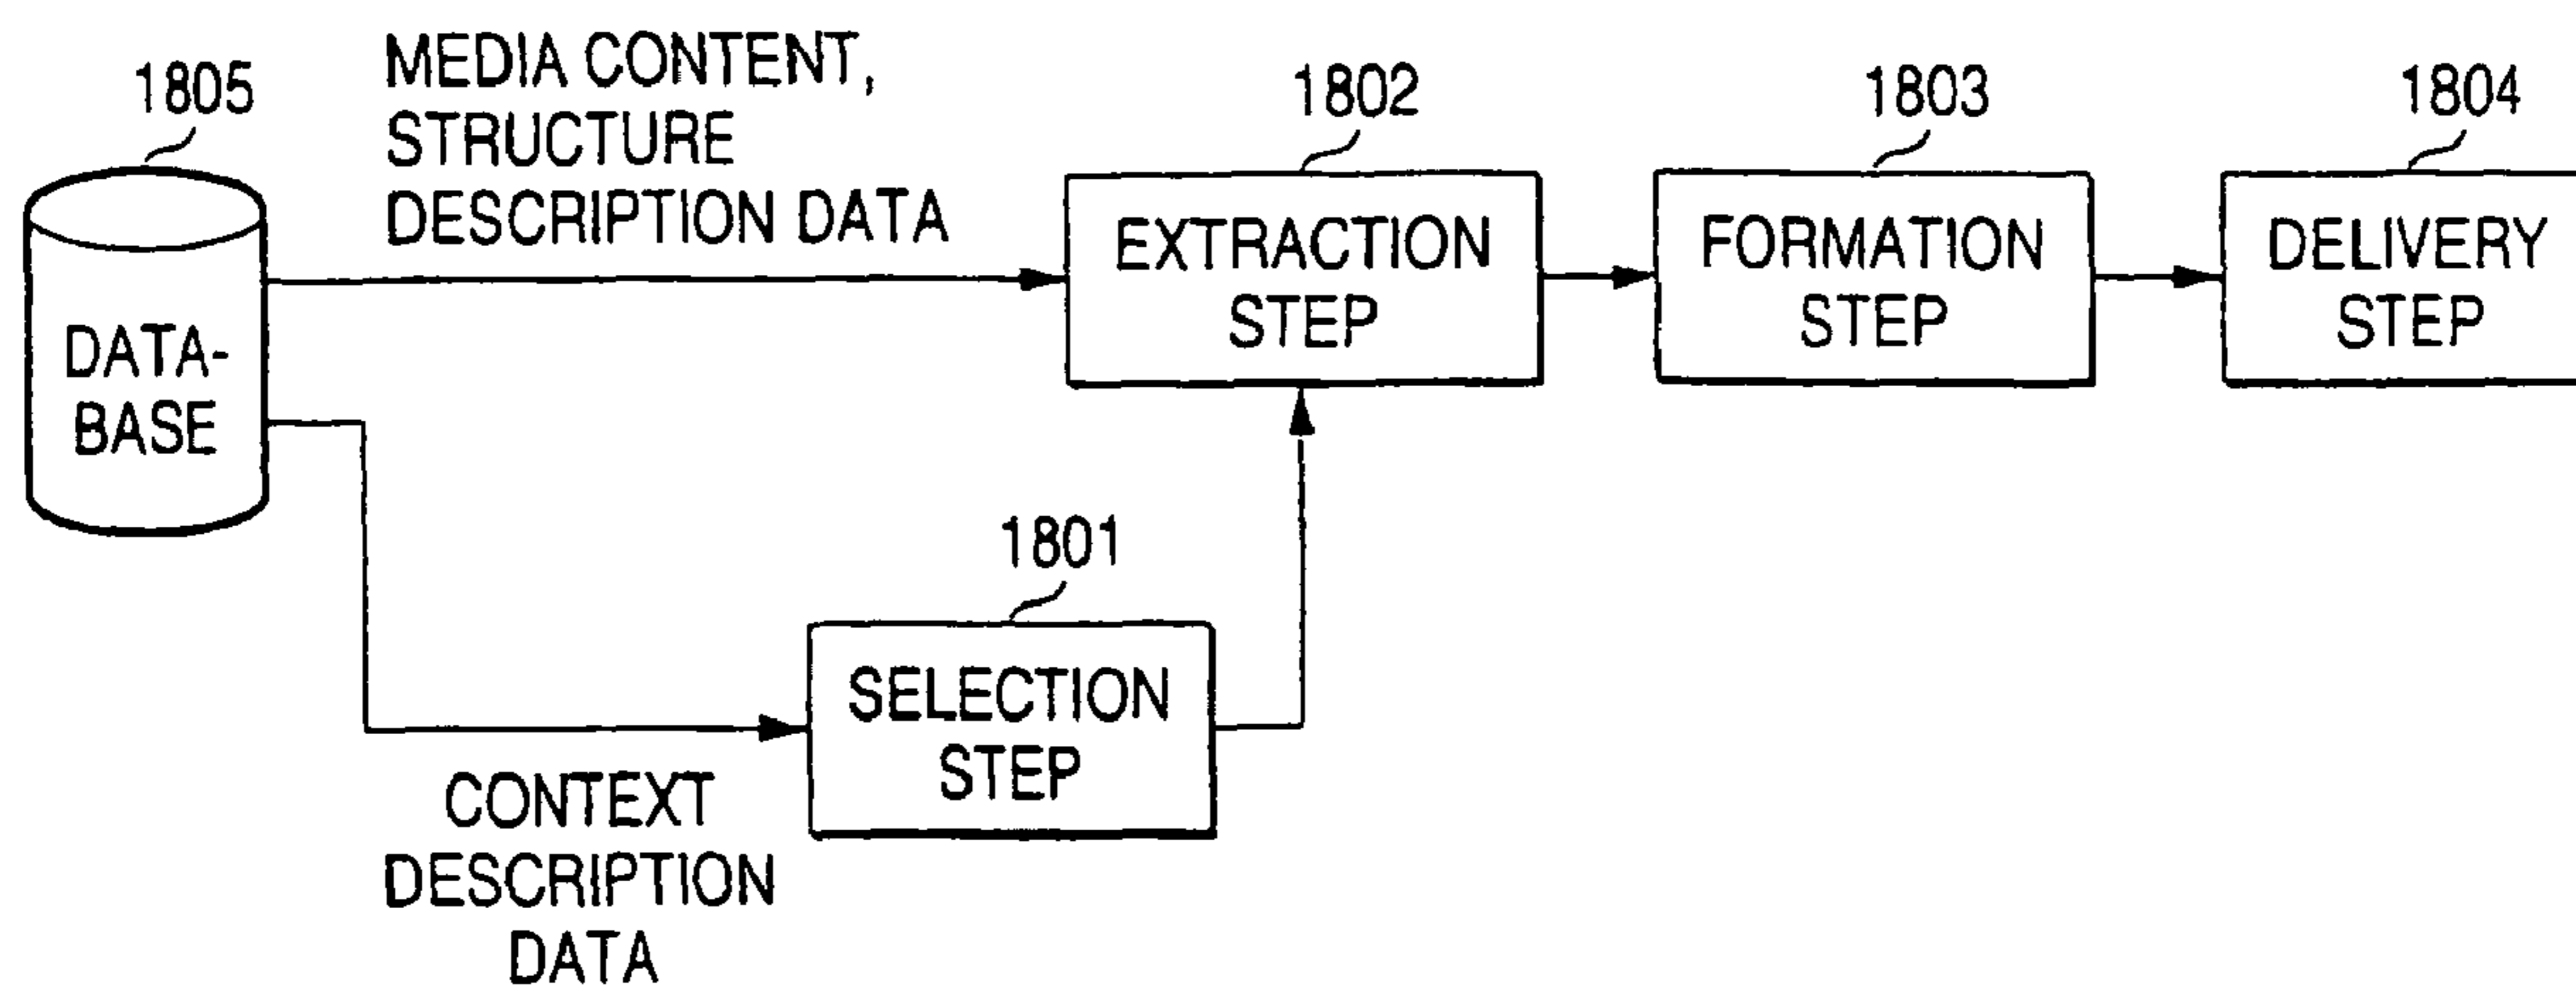 1805
MEDIA CONTENT,
STRUCTURE
DESCRIPTION DATA
1802
1803
1804
DATA-
BASE
EXTRACTION
STEP
FORMATION
STEP
DELIVERY
STEP
1801
SELECTION
STEP
CONTEXT
DESCRIPTION
DATA